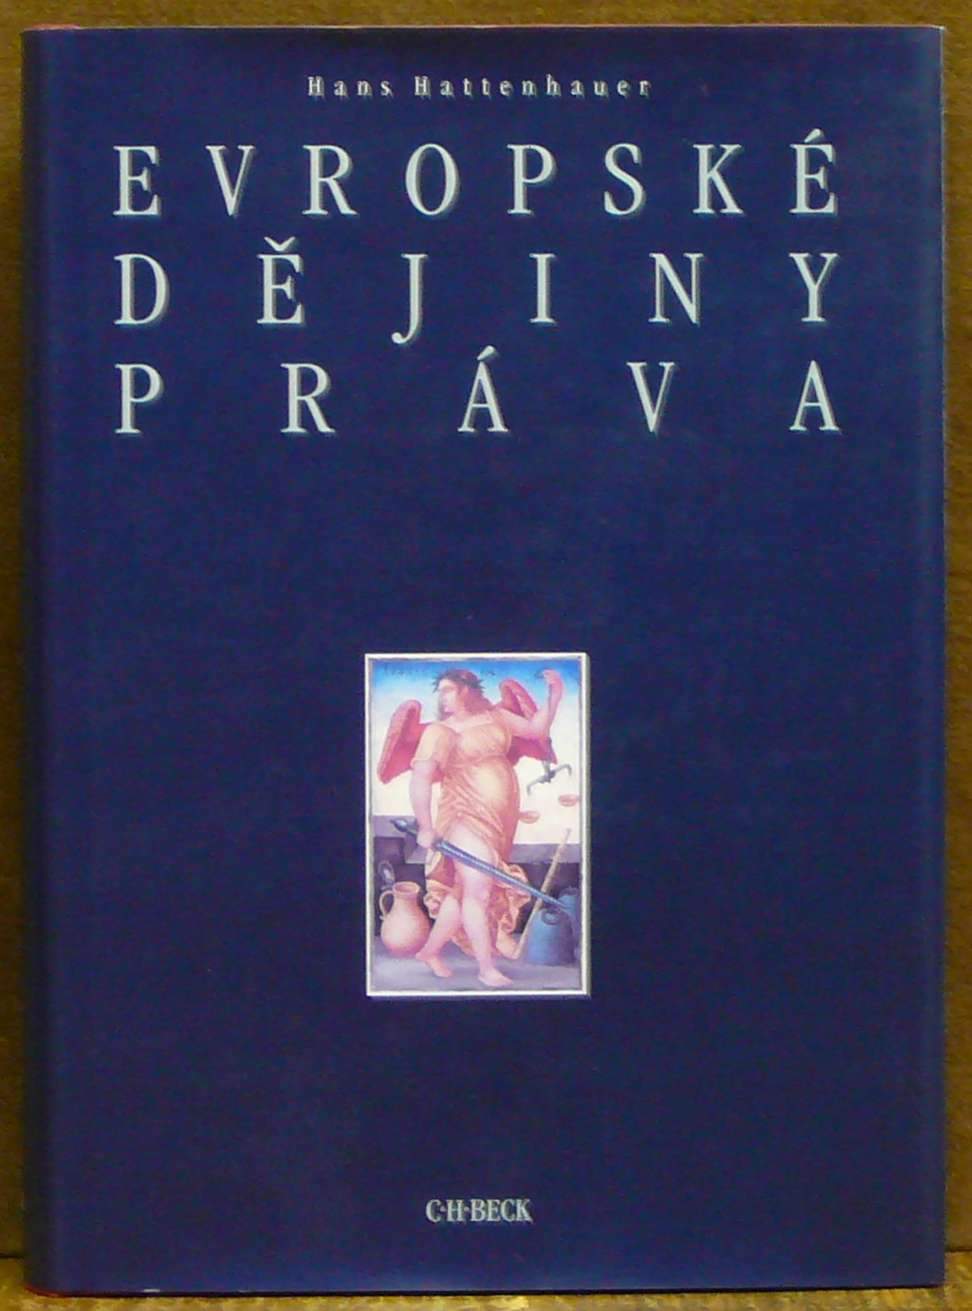 Hans Hattenhauer
EVROPSKÉ
DĚJINY
PRÁVA
C·H·BECK